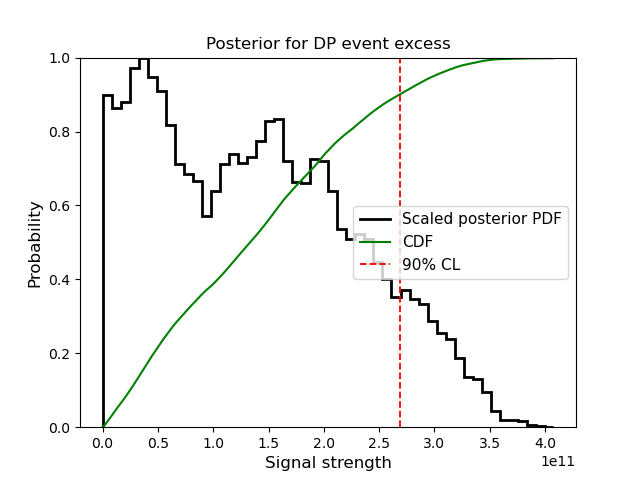 Posterior for DP event excess
Probability
1.0
0.8
0.6
0.4
0.2
0.0
Scaled posterior PDF
CDF
90% CL
0.0 0.5 1.0 1.5 2.0 2.5 3.0 3.5 4.0
1e11
Signal strength